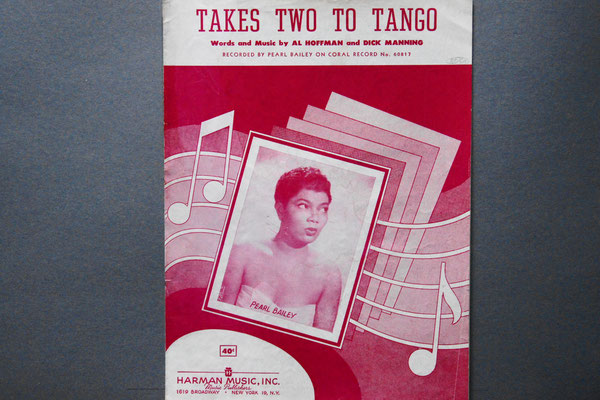 TAKES TWO TO TANGO
Words and Music by AL HOFFMAN and DICK MANNING
RECORDED BY PEARL BAILEY ON CORAL RECORD No. 60817
PEARL BAILEY
40¢
HARMAN MUSIC, INC.
Music Publishers
1619 BROADWAY • NEW YORK 19, N.Y.